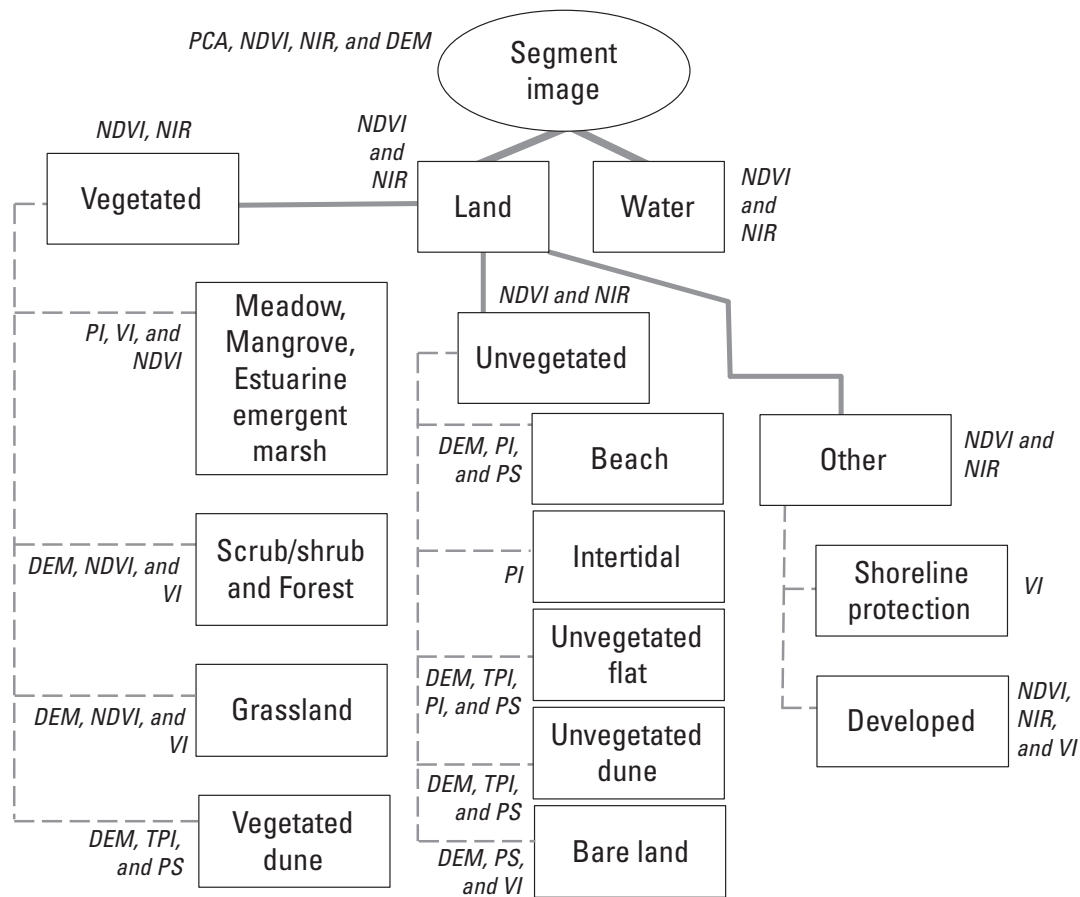 PCA, NDVI, NIR, and DEM
Segment
image
NDVI, NIR
Vegetated
NDVI
and
NIR
Land
Water
NDVI
and
NIR
PI, VI, and
NDVI
Meadow,
Mangrove,
Estuarine
emergent
marsh
DEM, NDVI, and
VI
Scrub/shrub
and Forest
DEM, NDVI, and
VI
Grassland
DEM, TPI,
and PS
Vegetated
dune
NDVI and NIR
Unvegetated
DEM, PI,
and PS
Beach
PI
Intertidal
DEM, TPI,
PI, and PS
Unvegetated
flat
DEM, TPI,
and PS
Unvegetated
dune
DEM, PS,
and VI
Bare land
Other
NDVI and
NIR
Shoreline
protection
VI
Developed
NDVI,
NIR,
and VI